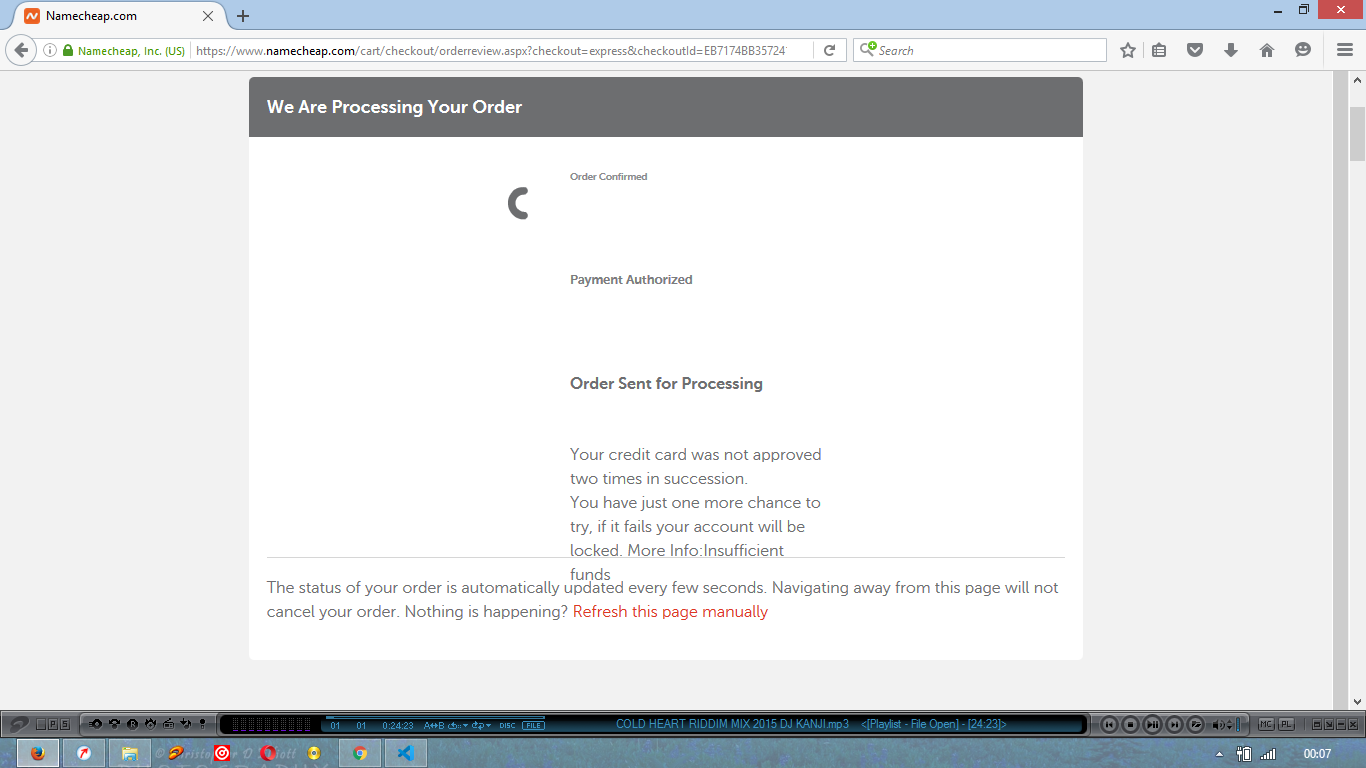 Namecheap.com
Namecheap, Inc. (US)
https://www.namecheap.com/cart/checkout/orderreview.aspx?checkout=express&checkoutId=EB7174BB35724
Search
We Are Processing Your Order
Order Confirmed
Payment Authorized
Order Sent for Processing
Your credit card was not approved
two times in succession.
You have just one more chance to
try, if it fails your account will be
locked. More Info:Insufficient
funds
The status of your order is automatically updated every few seconds. Navigating away from this page will not
cancel your order. Nothing is happening? Refresh this page manually
P S
01 01 0:24:23 A↔B DISC FILE
COLD HEART RIDDIM MIX 2015 DJ KANJI.mp3 <[Playlist - File Open] - [24:23]>
MC PL
00:07